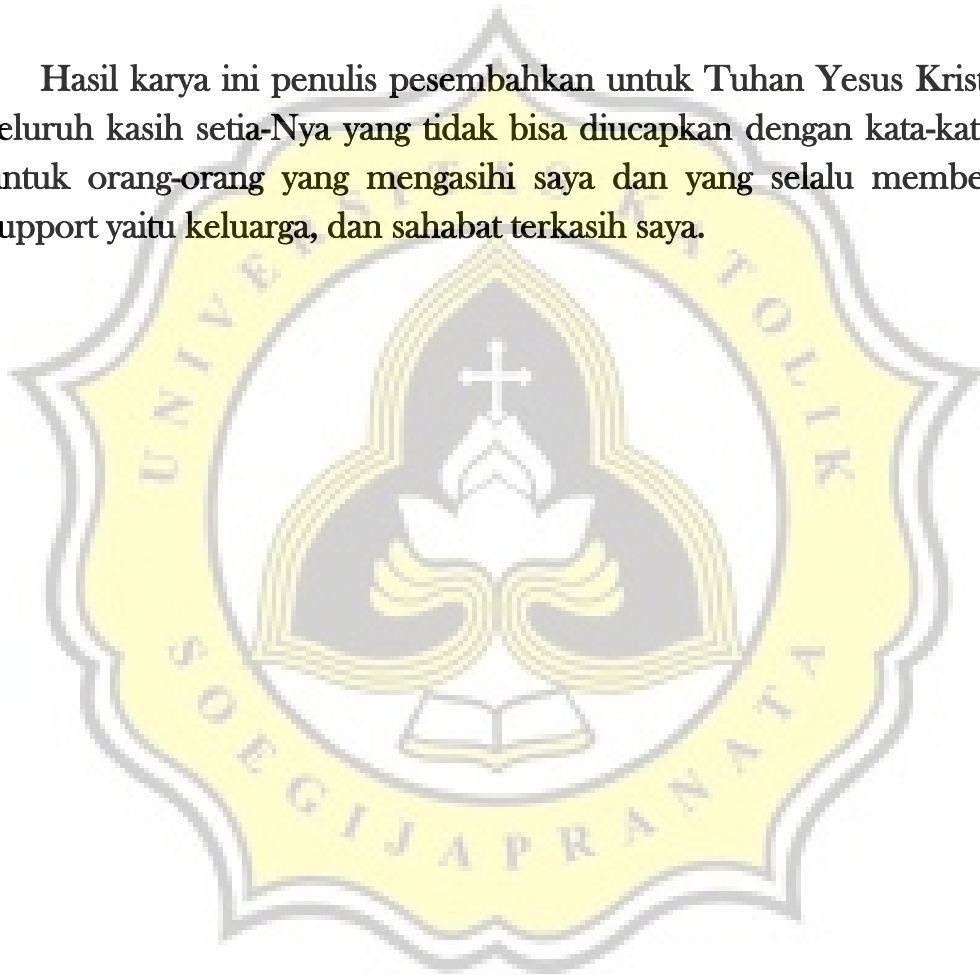 Hasil karya ini penulis pesembahkan untuk Tuhan Yesus Krist
eluruh kasih setia-Nya yang tidak bisa diucapkan dengan kata-kat
ntuk orang-orang yang mengasihi saya dan yang selalu membe
upport yaitu keluarga, dan sahabat terkasih saya.
UNIVERSITAS KATOLIK
SOEGIJAPRANATA